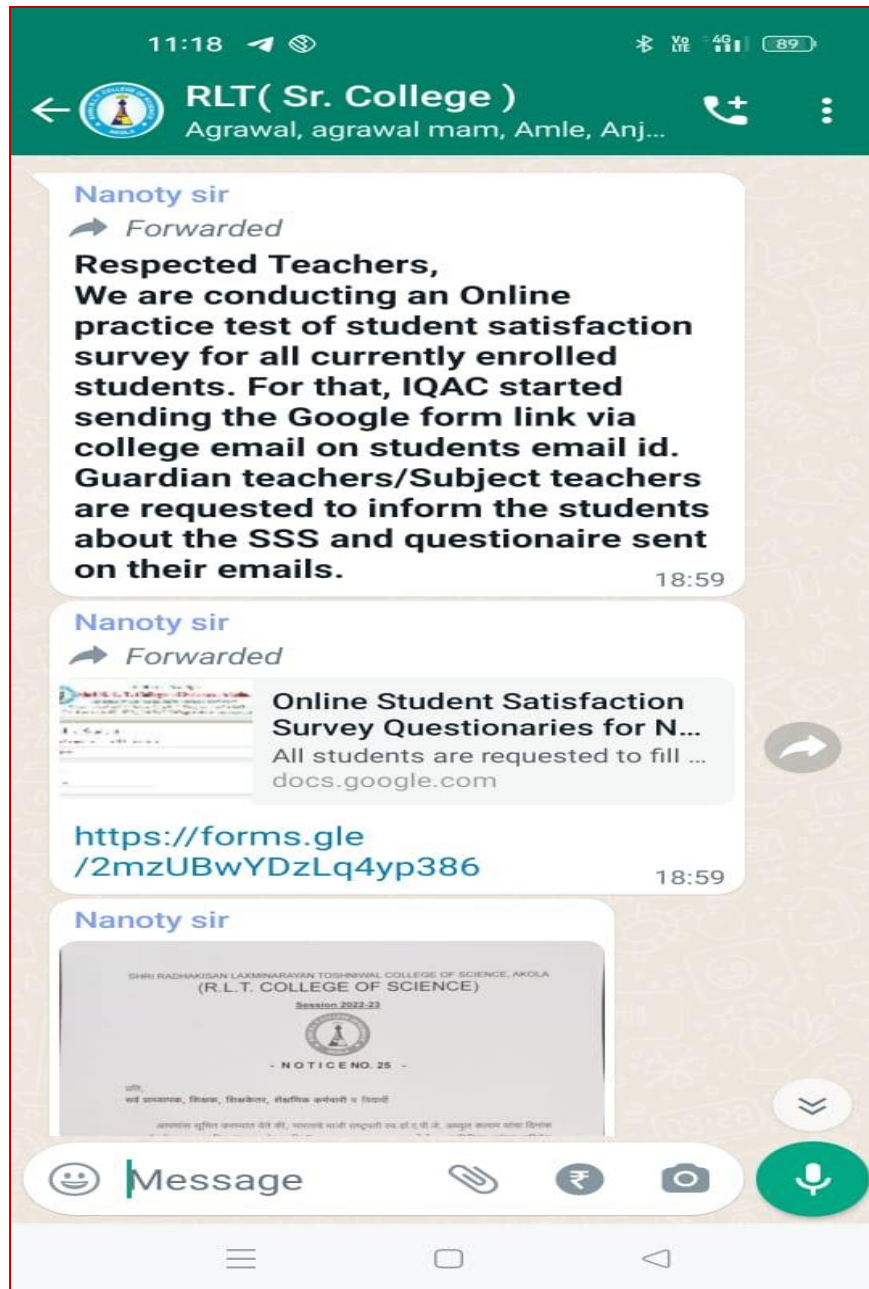 11:18
Vo
LTE
4G
89
RLT( Sr. College )
Agrawal, agrawal mam, Amle, Anj...
Nanoty sir
Forwarded
Respected Teachers,
We are conducting an Online
practice test of student satisfaction
survey for all currently enrolled
students. For that, IQAC started
sending the Google form link via
college email on students email id.
Guardian teachers/Subject teachers
are requested to inform the students
about the SSS and questionaire sent
on their emails.
18:59
Nanoty sir
Forwarded
Online Student Satisfaction
Survey Questionaries for N...
All students are requested to fill ...
docs.google.com
https://forms.gle
/2mzUBwYDzLq4yp386
18:59
Nanoty sir
SHRI RADHAKISAN LAXMINARAYAN TOSHNIWAL COLLEGE OF SCIENCE, AKOLA
(R.L.T. COLLEGE OF SCIENCE)
Session 2022-23
- NOTICE NO. 25 -
प्रति,
सर्व प्राध्यापक, शिक्षक, शिक्षकेतर, शैक्षणिक कर्मचारी व विद्यार्थी
Message